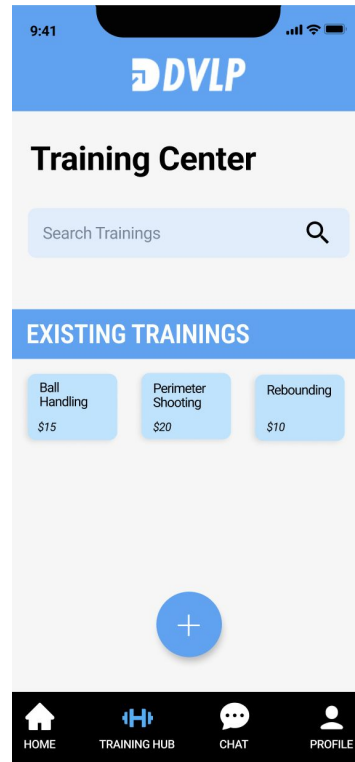 9:41
DVLP
Training Center
Search Trainings
EXISTING TRAININGS
Ball
Handling
$15
Perimeter
Shooting
$20
Rebounding
$10
HOME
TRAINING HUB
CHAT
PROFILE